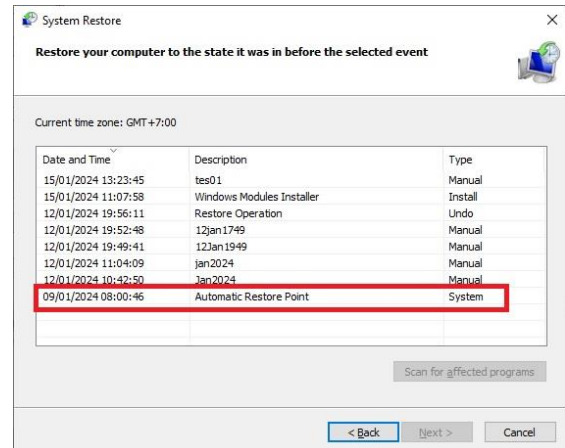 System Restore
Restore your computer to the state it was in before the selected event
Current time zone: GMT+7:00
Date and Time Description Type
15/01/2024 13:23:45 tes01 Manual
15/01/2024 11:07:58 Windows Modules Installer Install
12/01/2024 19:56:11 Restore Operation Undo
12/01/2024 19:52:48 12jan1749 Manual
12/01/2024 19:49:41 12Jan1949 Manual
12/01/2024 11:04:09 jan2024 Manual
12/01/2024 10:42:50 Jan2024 Manual
09/01/2024 08:00:46 Automatic Restore Point System
Scan for affected programs
< Back Next > Cancel